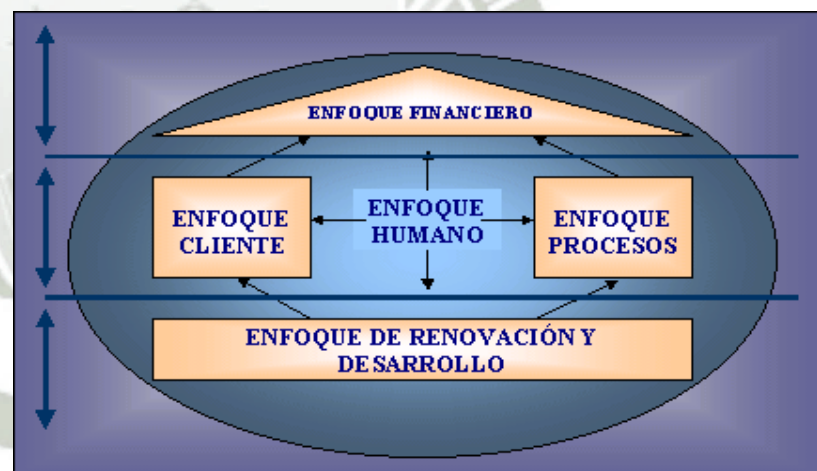 ENFOQUE FINANCIERO
ENFOQUE
CLIENTE
ENFOQUE
HUMANO
ENFOQUE
PROCESOS
ENFOQUE DE RENOVACIÓN Y
DESARROLLO